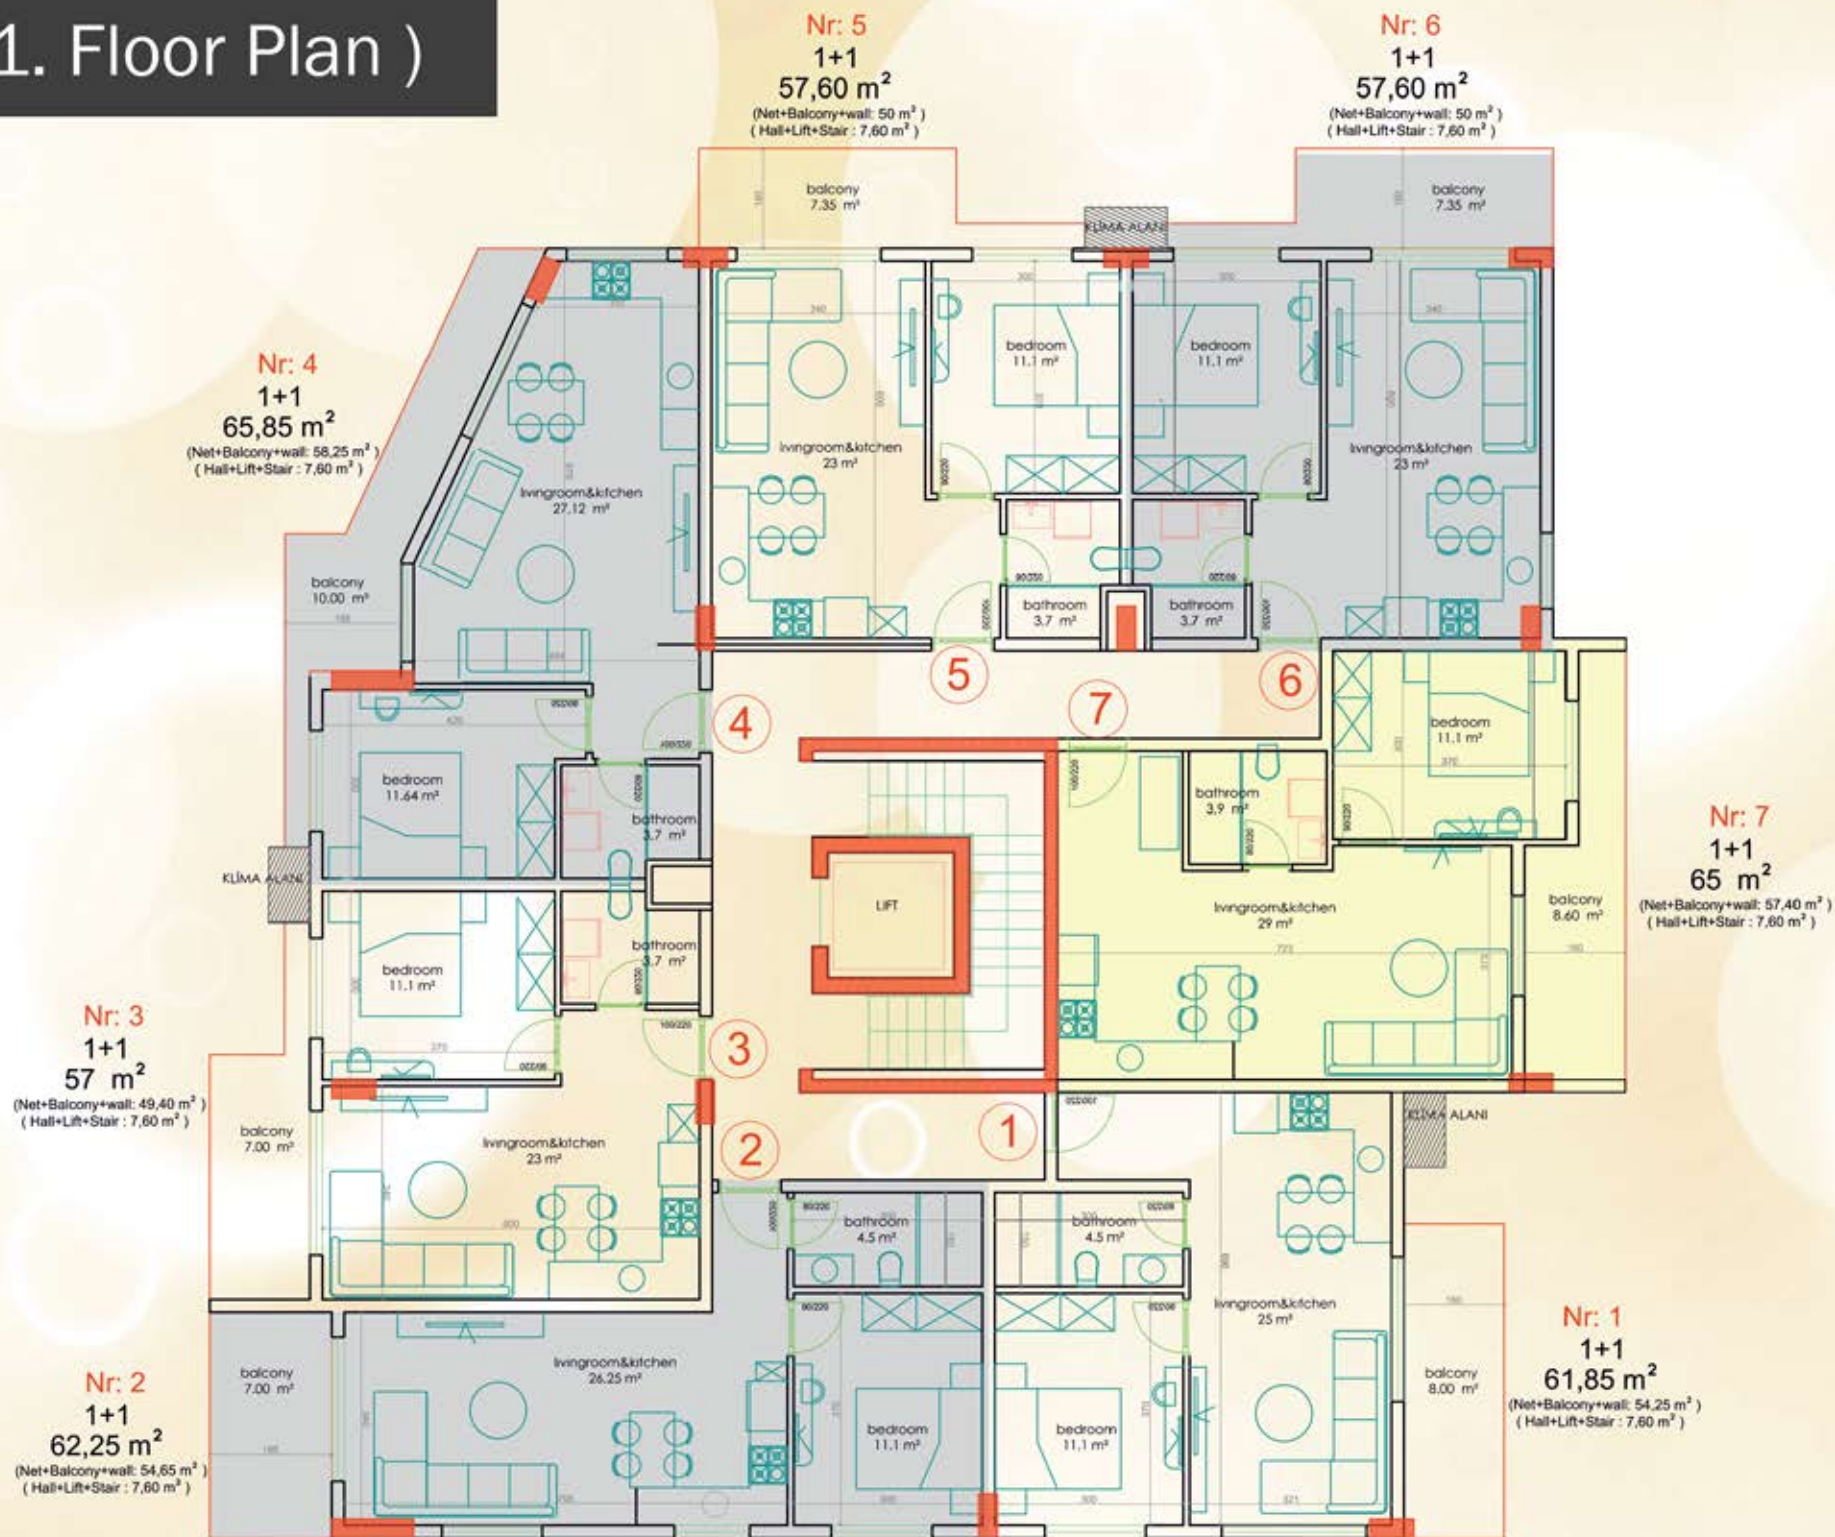 1. Floor Plan )
Nr: 5
1+1
57,60 m²
(Net+Balcony+wall: 50 m² )
( Hall+Lift+Stair : 7,60 m² )
Nr: 6
1+1
57,60 m²
(Net+Balcony+wall: 50 m² )
( Hall+Lift+Stair : 7,60 m² )
balcony
7.35 m²
balcony
7.35 m²
KLİMA ALANI
Nr: 4
1+1
65,85 m²
(Net+Balcony+wall: 58,25 m² )
( Hall+Lift+Stair : 7,60 m² )
bedroom
11.1 m²
bedroom
11.1 m²
livingroom&kitchen
23 m²
livingroom&kitchen
23 m²
livingroom&kitchen
27.12 m²
balcony
10.00 m²
bathroom
3.7 m²
bathroom
3.7 m²
5
6
7
4
bedroom
11.1 m²
370
bedroom
11.64 m²
bathroom
3.9 m²
bathroom
3.7 m²
Nr: 7
1+1
65 m²
(Net+Balcony+wall: 57,40 m² )
( Hall+Lift+Stair : 7,60 m² )
KLİMA ALANI
LIFT
livingroom&kitchen
29 m²
balcony
8.60 m²
bathroom
3.7 m²
bedroom
11.1 m²
370
Nr: 3
1+1
57 m²
(Net+Balcony+wall: 49,40 m² )
( Hall+Lift+Stair : 7,60 m² )
100/220
3
balcony
7.00 m²
livingroom&kitchen
23 m²
2
1
KLİMA ALANI
bathroom
4.5 m²
bathroom
4.5 m²
livingroom&kitchen
25 m²
Nr: 1
1+1
61,85 m²
(Net+Balcony+wall: 54,25 m² )
( Hall+Lift+Stair : 7,60 m² )
balcony
8.00 m²
Nr: 2
1+1
62,25 m²
(Net+Balcony+wall: 54,65 m² )
( Hall+Lift+Stair : 7,60 m² )
balcony
7.00 m²
livingroom&kitchen
26.25 m²
80/220
bedroom
11.1 m²
bedroom
11.1 m²